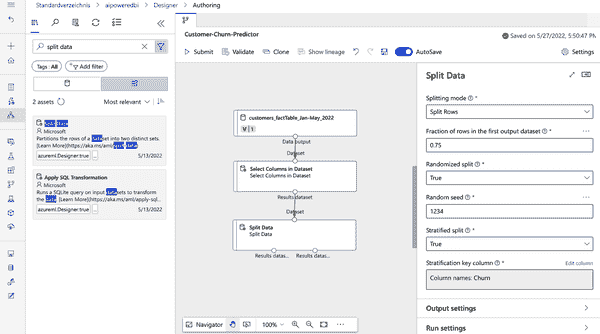 Standardverzeichnis > aipoweredbi > Designer > Authoring
split data
Tags : All
Add filter
2 assets
Most relevant
Split Data
Microsoft
Partitions the rows of a dataset into two distinct sets.
[Learn More](https://aka.ms/aml/split-data
azureml.Designer:true
...
5/13/2022
Apply SQL Transformation
Microsoft
Runs a SQLite query on input datasets to transform
the data. [Learn More](https://aka.ms/aml/apply-sql...
azureml.Designer:true
...
5/13/2022
Customer-Churn-Predictor
Saved on 5/27/2022, 5:50:47 PM
Submit
Validate
Clone
Show lineage
AutoSave
Settings
customers_factTable_Jan-May_2022
V 1
Data output
Dataset
Select Columns in Dataset
Select Columns in Dataset
Results dataset
Dataset
Split Data
Split Data
Results datas...
Results datas...
Navigator
100%
Split Data
Splitting mode *
Split Rows
Fraction of rows in the first output dataset *
...
0.75
Randomized split *
True
Random seed *
...
1234
Stratified split *
True
Stratification key column *
Edit column
Column names: Churn
Output settings
Run settings